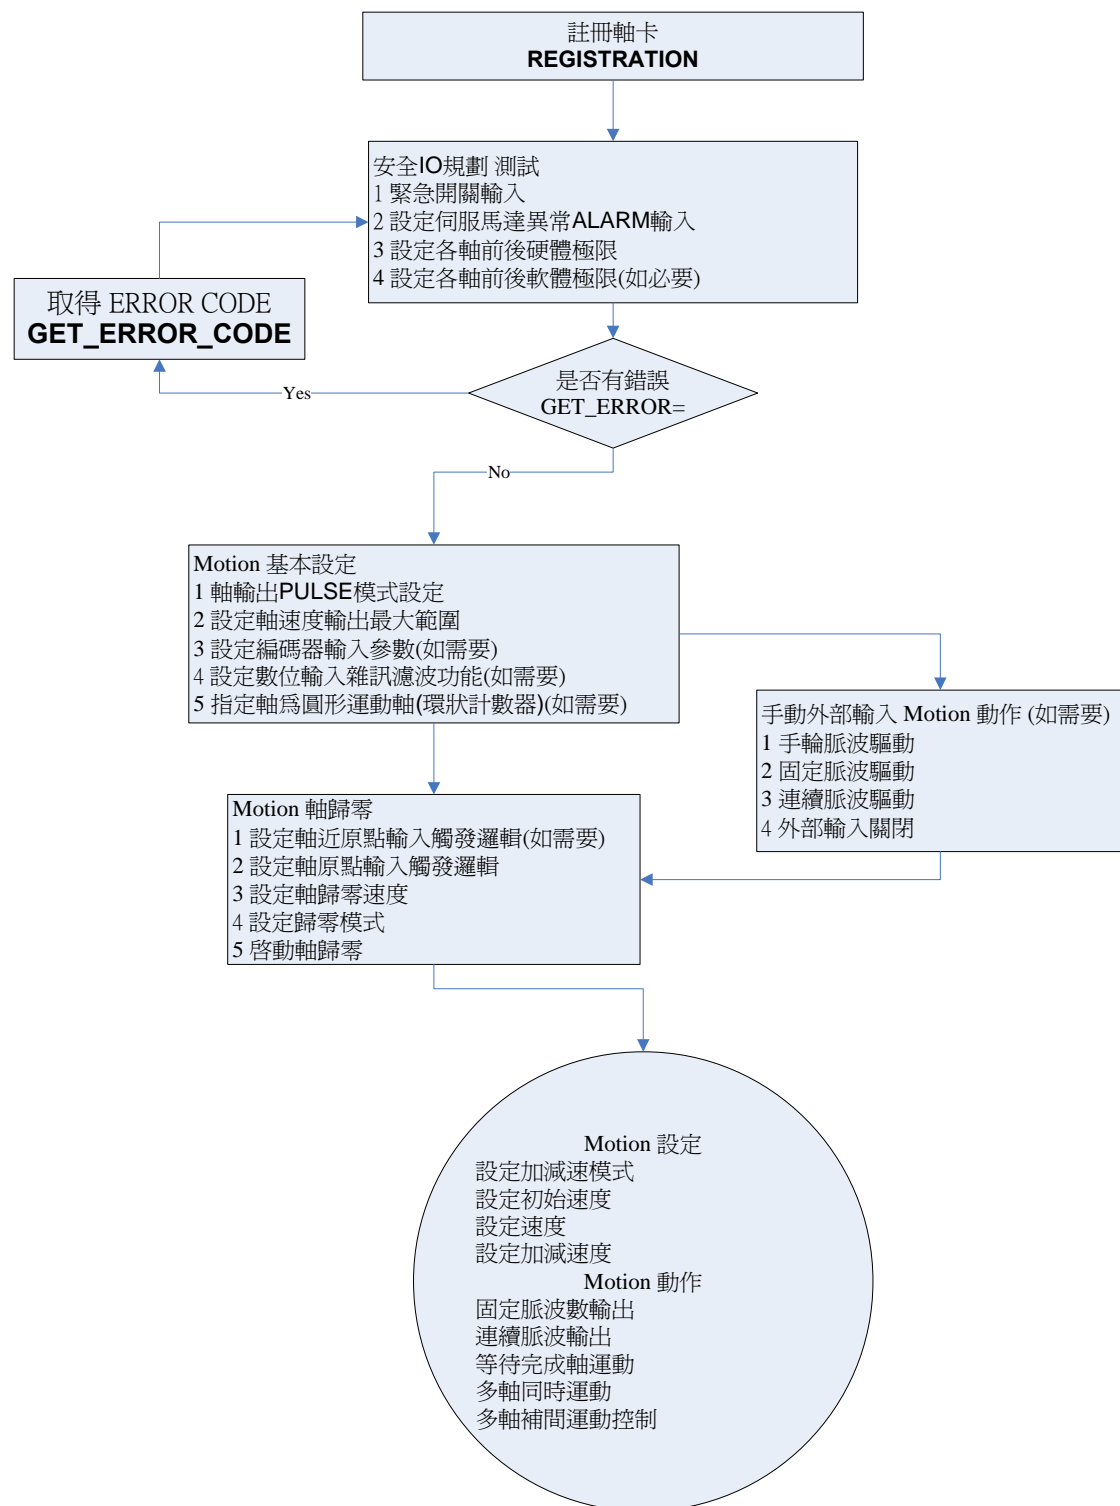 註冊軸卡
REGISTRATION
安全IO規劃 測試
1 緊急開關輸入
2 設定伺服馬達異常ALARM輸入
3 設定各軸前後硬體極限
4 設定各軸前後軟體極限(如必要)
取得 ERROR CODE
GET_ERROR_CODE
是否有錯誤
GET_ERROR=
Yes
No
Motion 基本設定
1 軸輸出PULSE模式設定
2 設定軸速度輸出最大範圍
3 設定編碼器輸入參數(如需要)
4 設定數位輸入雜訊濾波功能(如需要)
5 指定軸爲圓形運動軸(環狀計數器)(如需要)
手動外部輸入 Motion 動作 (如需要)
1 手輪脈波驅動
2 固定脈波驅動
3 連續脈波驅動
4 外部輸入關閉
Motion 軸歸零
1 設定軸近原點輸入觸發邏輯(如需要)
2 設定軸原點輸入觸發邏輯
3 設定軸歸零速度
4 設定歸零模式
5 啓動軸歸零
Motion 設定
設定加減速模式
設定初始速度
設定速度
設定加減速度
Motion 動作
固定脈波數輸出
連續脈波輸出
等待完成軸運動
多軸同時運動
多軸補間運動控制